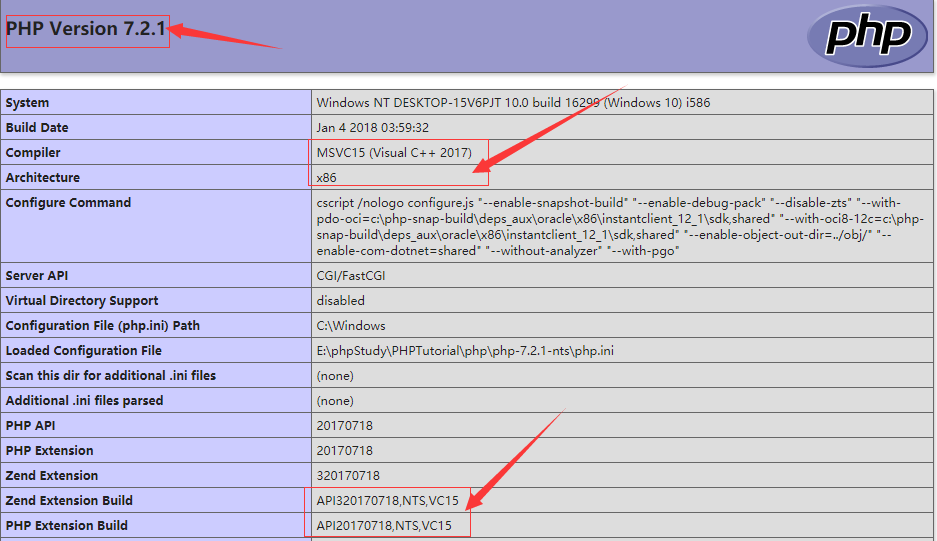 PHP Version 7.2.1
php
System Windows NT DESKTOP-15V6PJT 10.0 build 16299 (Windows 10) i586
Build Date Jan 4 2018 03:59:32
Compiler MSVC15 (Visual C++ 2017)
Architecture x86
Configure Command cscript /nologo configure.js "--enable-snapshot-build" "--enable-debug-pack" "--disable-zts" "--with-
pdo-oci=c:\php-snap-build\deps_aux\oracle\x86\instantclient_12_1\sdk,shared" "--with-oci8-12c=c:\php-
snap-build\deps_aux\oracle\x86\instantclient_12_1\sdk,shared" "--enable-object-out-dir=../obj/" "--
enable-com-dotnet=shared" "--without-analyzer" "--with-pgo"
Server API CGI/FastCGI
Virtual Directory Support disabled
Configuration File (php.ini) Path C:\Windows
Loaded Configuration File E:\phpStudy\PHPTutorial\php\php-7.2.1-nts\php.ini
Scan this dir for additional .ini files (none)
Additional .ini files parsed (none)
PHP API 20170718
PHP Extension 20170718
Zend Extension 320170718
Zend Extension Build API320170718,NTS,VC15
PHP Extension Build API20170718,NTS,VC15